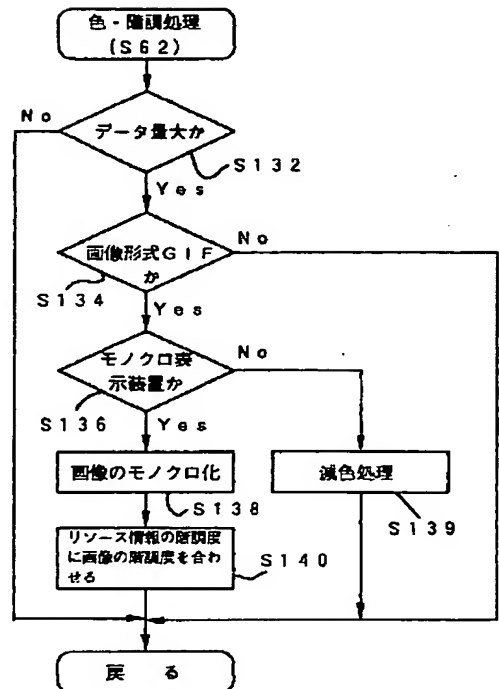 色・階調処理
(S62)
No
データ量大か
S132
Yes
画像形式GIF
か
No
S134
Yes
モノクロ表
示装置か
No
S136
Yes
画像のモノクロ化
減色処理
S138
S139
リソース情報の階調度
に画像の階調度を合わ
せる
S140
戻る